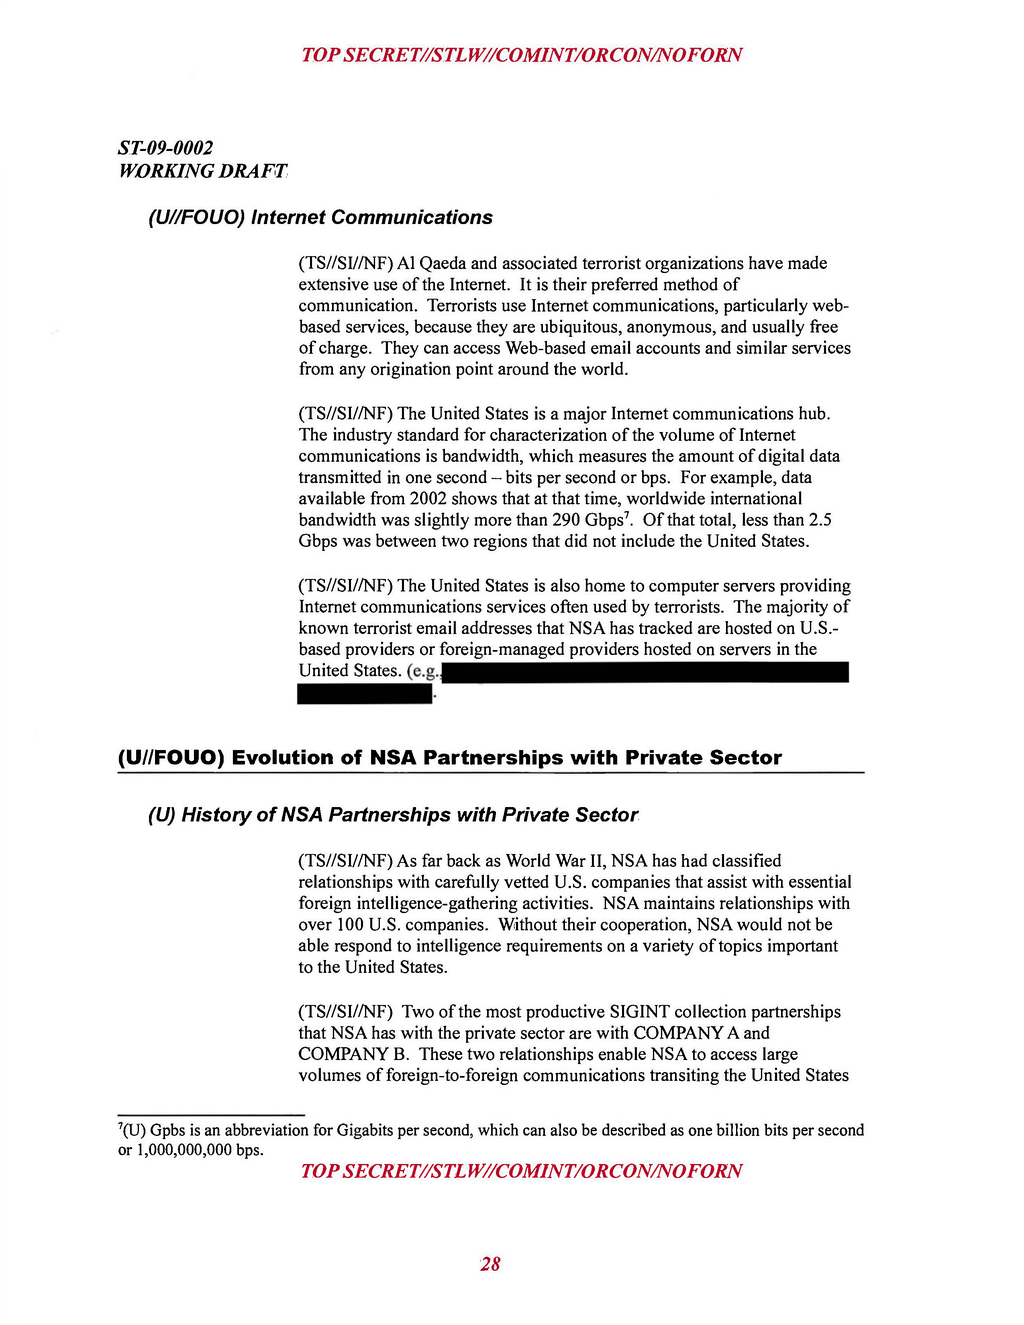 TOP SECRET//STLW//COMINT/ORCON/NOFORN
ST-09-0002
WORKING DRAFT
(U//FOUO) Internet Communications
(TS//SI//NF) Al Qaeda and associated terrorist organizations have made
extensive use of the Internet. It is their preferred method of
communication. Terrorists use Internet communications, particularly web-
based services, because they are ubiquitous, anonymous, and usually free
of charge. They can access Web-based email accounts and similar services
from any origination point around the world.
(TS//SI//NF) The United States is a major Internet communications hub.
The industry standard for characterization of the volume of Internet
communications is bandwidth, which measures the amount of digital data
transmitted in one second – bits per second or bps. For example, data
available from 2002 shows that at that time, worldwide international
bandwidth was slightly more than 290 Gbps⁷. Of that total, less than 2.5
Gbps was between two regions that did not include the United States.
(TS//SI//NF) The United States is also home to computer servers providing
Internet communications services often used by terrorists. The majority of
known terrorist email addresses that NSA has tracked are hosted on U.S.-
based providers or foreign-managed providers hosted on servers in the
United States. (e.g.,
.
(U//FOUO) Evolution of NSA Partnerships with Private Sector
(U) History of NSA Partnerships with Private Sector
(TS//SI//NF) As far back as World War II, NSA has had classified
relationships with carefully vetted U.S. companies that assist with essential
foreign intelligence-gathering activities. NSA maintains relationships with
over 100 U.S. companies. Without their cooperation, NSA would not be
able respond to intelligence requirements on a variety of topics important
to the United States.
(TS//SI//NF) Two of the most productive SIGINT collection partnerships
that NSA has with the private sector are with COMPANY A and
COMPANY B. These two relationships enable NSA to access large
volumes of foreign-to-foreign communications transiting the United States
⁷(U) Gpbs is an abbreviation for Gigabits per second, which can also be described as one billion bits per second
or 1,000,000,000 bps.
TOP SECRET//STLW//COMINT/ORCON/NOFORN
28